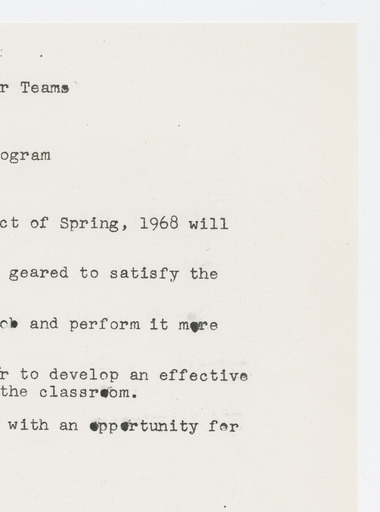 r Teams
ogram
ct of Spring, 1968 will
geared to satisfy the
ob and perform it more
r to develop an effective
the classroom.
with an opportunity for